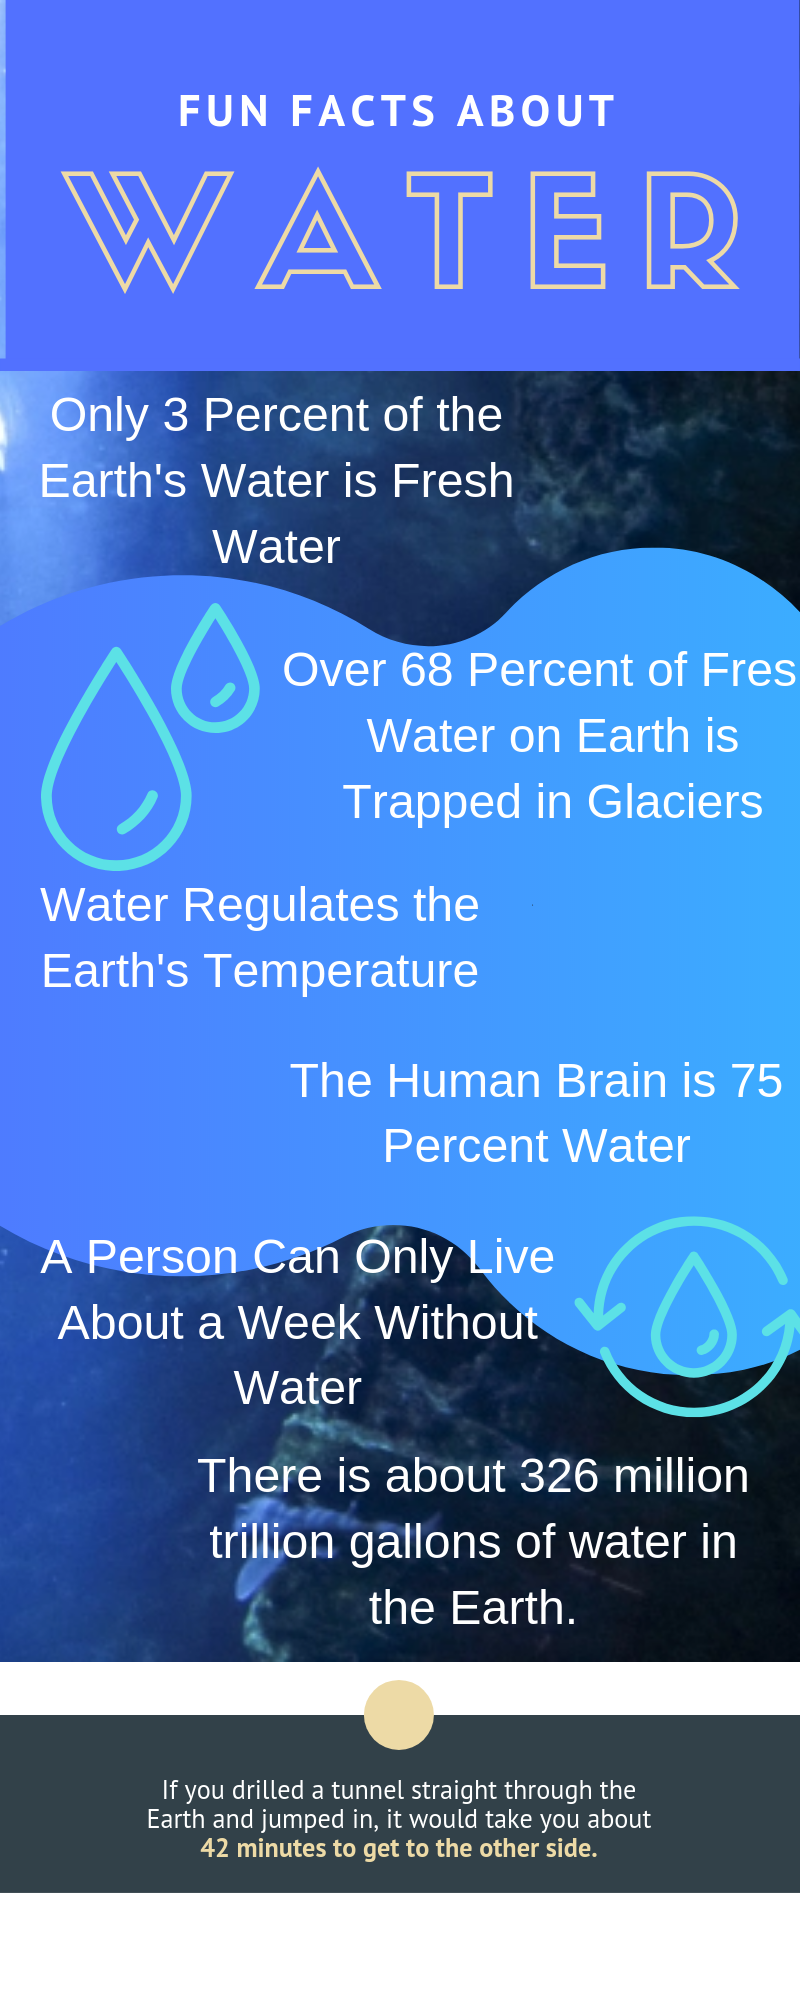 FUN FACTS ABOUT
WATER
Only 3 Percent of the
Earth's Water is Fresh
Water
Over 68 Percent of Fres
Water on Earth is
Trapped in Glaciers
Water Regulates the
Earth's Temperature
The Human Brain is 75
Percent Water
A Person Can Only Live
About a Week Without
Water
There is about 326 million
trillion gallons of water in
the Earth.
If you drilled a tunnel straight through the
Earth and jumped in, it would take you about
42 minutes to get to the other side.